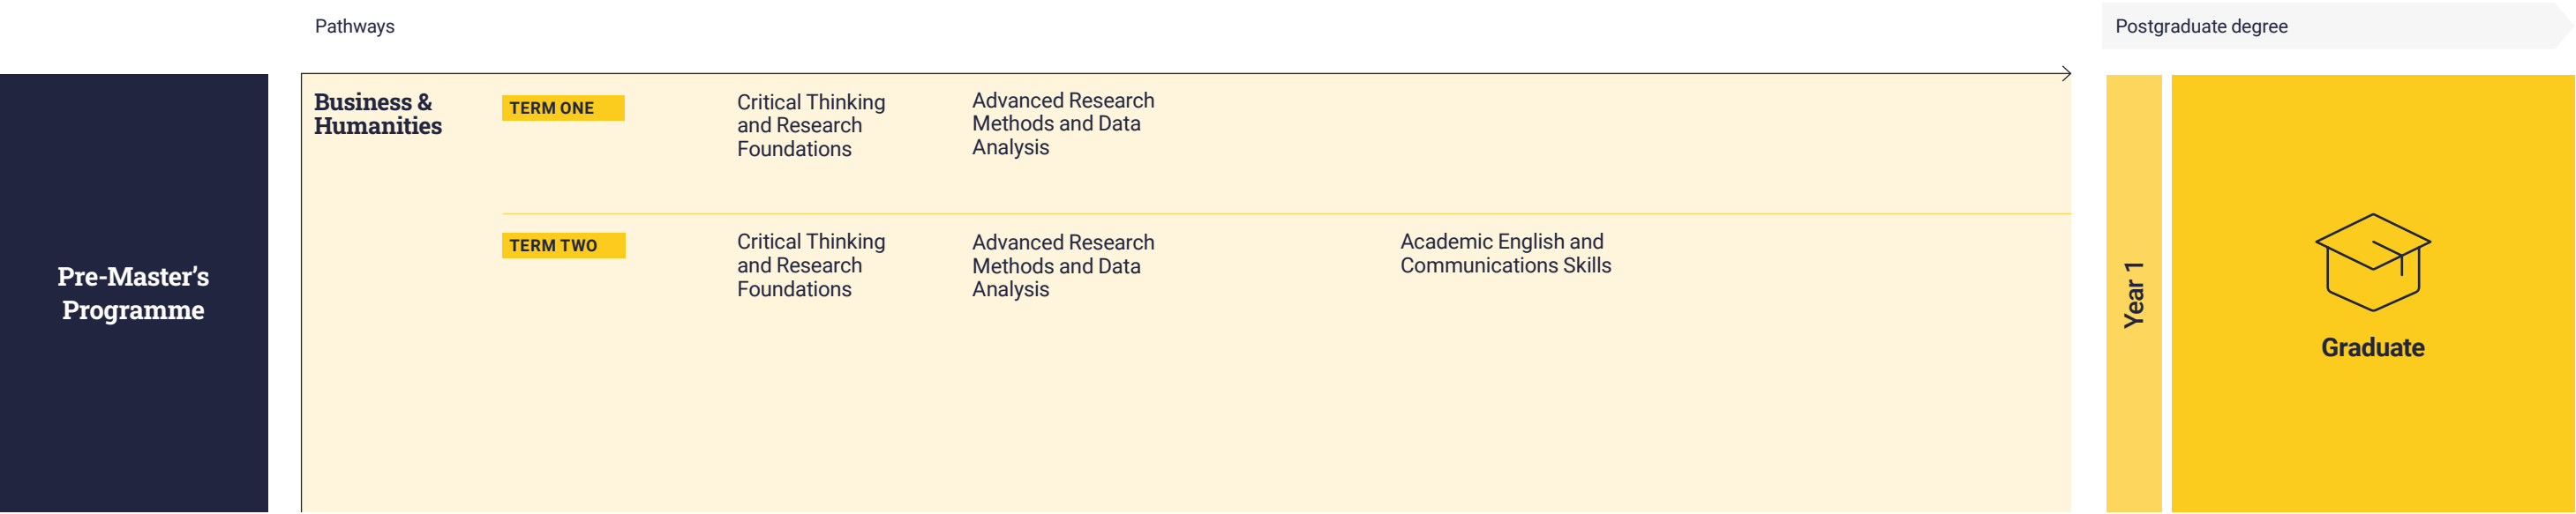 Pathways
Postgraduate degree
Pre-Master’s
Programme
Business &
Humanities
TERM ONE
Critical Thinking
and Research
Foundations
Advanced Research
Methods and Data
Analysis
TERM TWO
Critical Thinking
and Research
Foundations
Advanced Research
Methods and Data
Analysis
Academic English and
Communications Skills
Year 1
Graduate